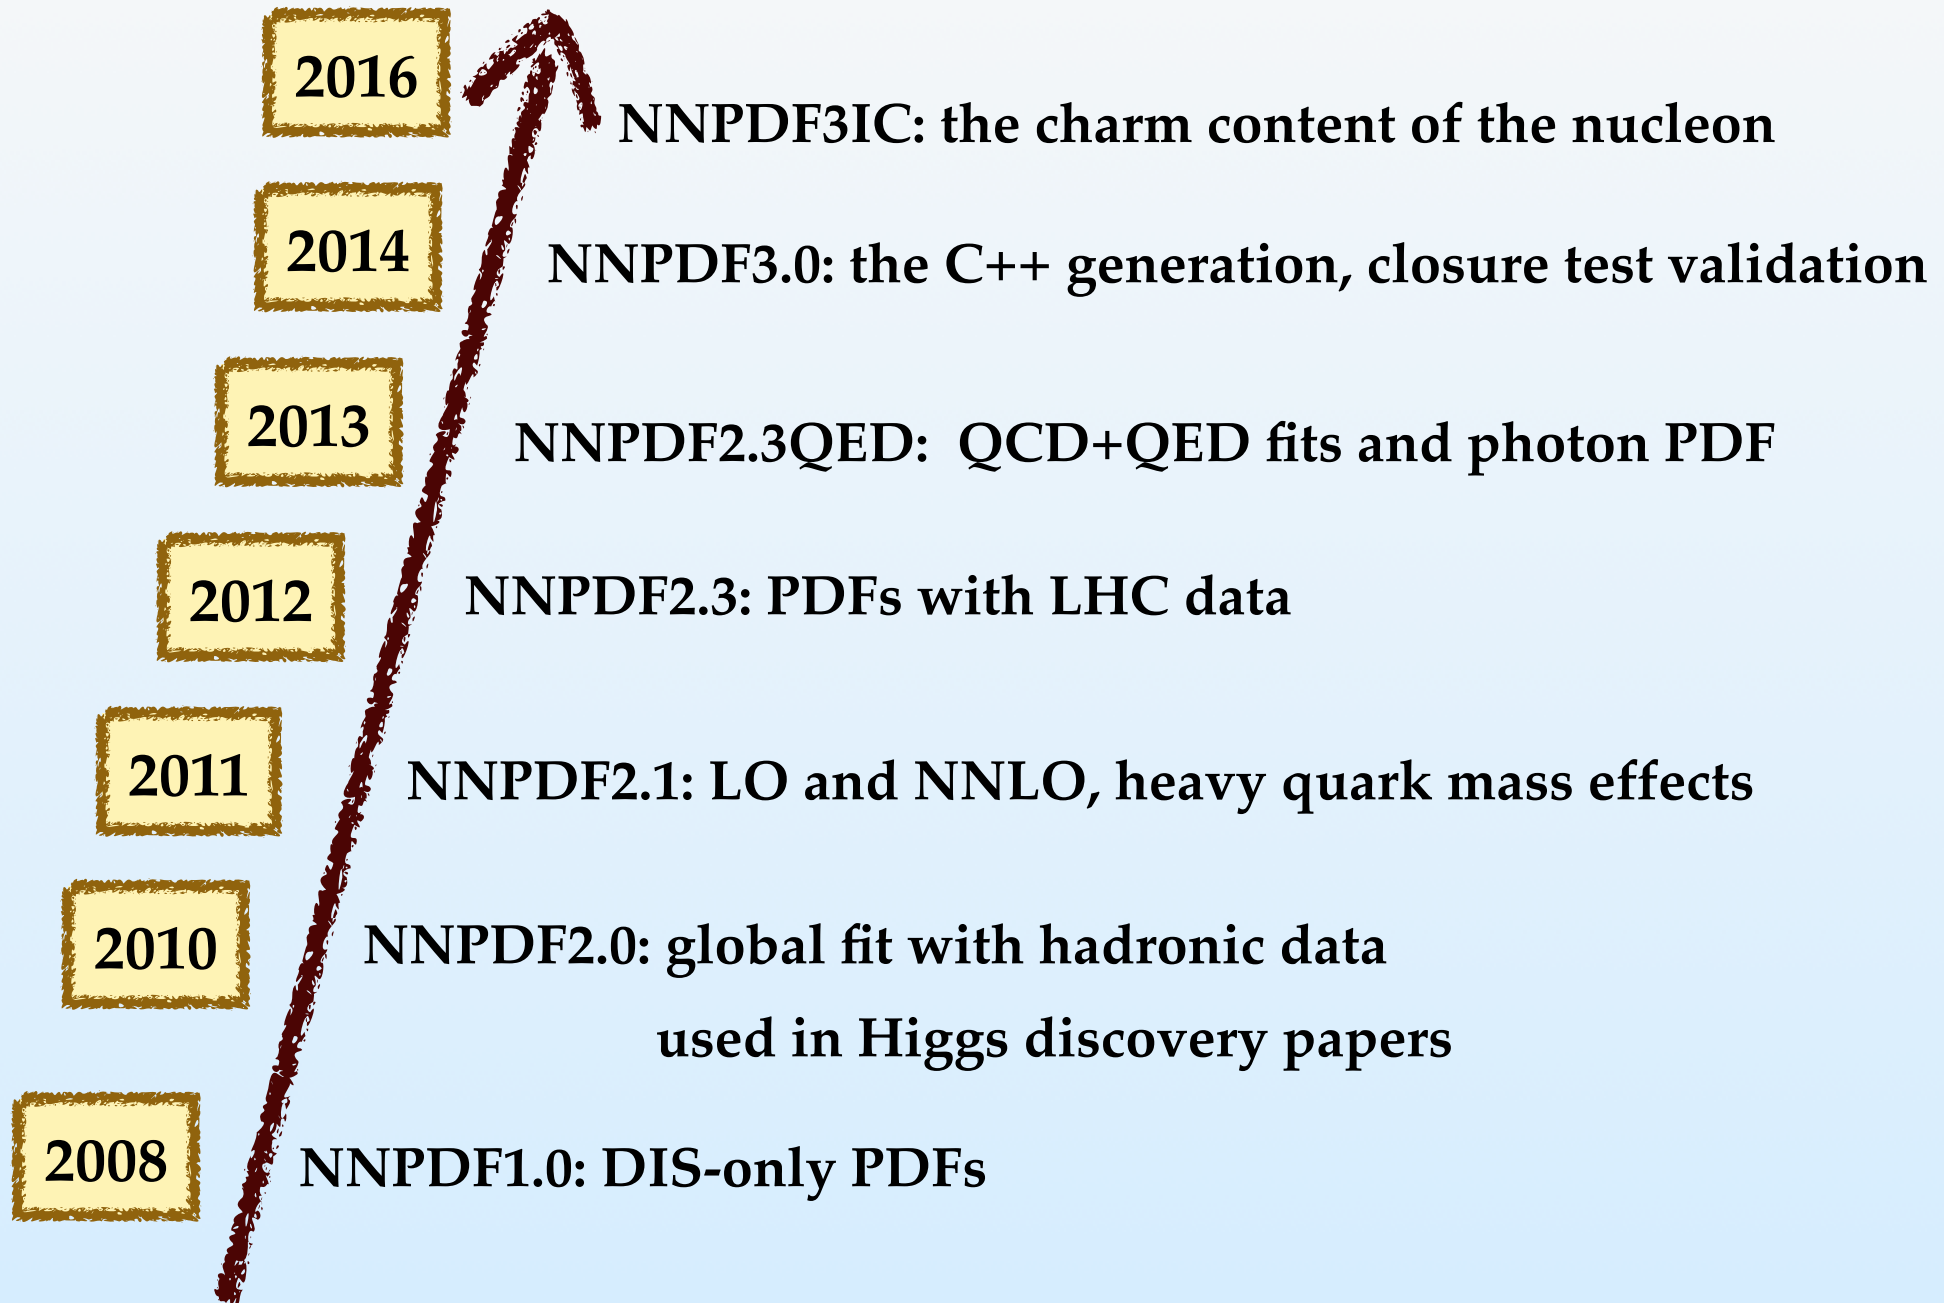 2016
NNPDF3IC: the charm content of the nucleon
2014
NNPDF3.0: the C++ generation, closure test validation
2013
NNPDF2.3QED: QCD+QED fits and photon PDF
2012
NNPDF2.3: PDFs with LHC data
2011
NNPDF2.1: LO and NNLO, heavy quark mass effects
2010
NNPDF2.0: global fit with hadronic data
used in Higgs discovery papers
2008
NNPDF1.0: DIS-only PDFs